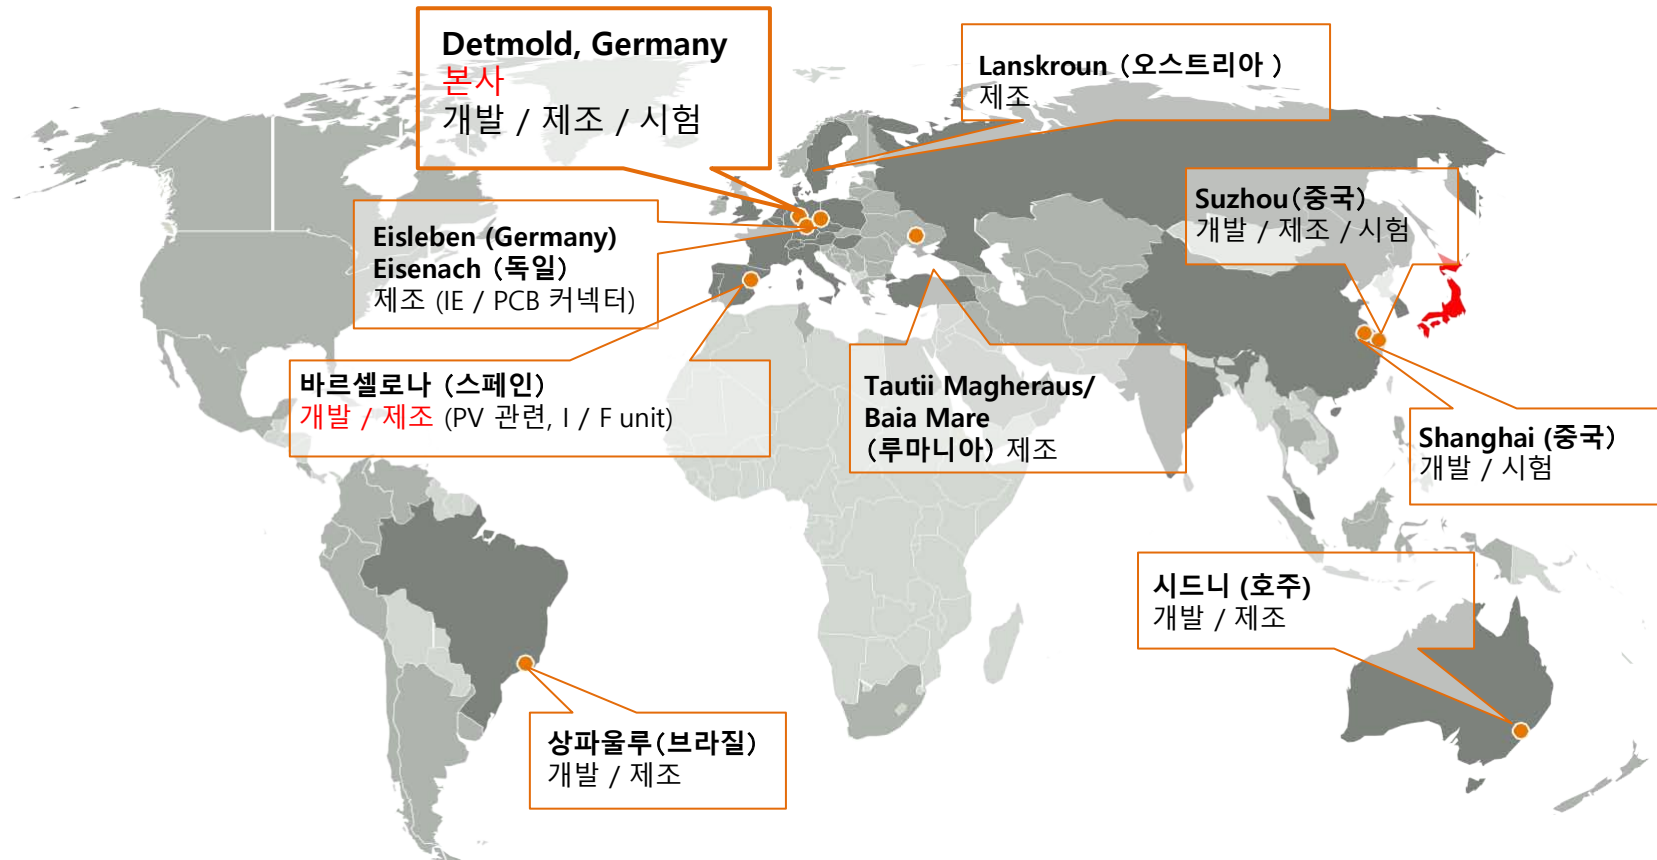 Detmold, Germany
본사
개발 / 제조 / 시험
Lanskroun (오스트리아 )
제조
Suzhou(중국)
개발 / 제조 / 시험
Eisleben (Germany)
Eisenach (독일)
제조 (IE / PCB 커넥터)
바르셀로나 (스페인)
개발 / 제조 (PV 관련, I / F unit)
Tautii Magheraus/
Baia Mare
(루마니아) 제조
Shanghai (중국)
개발 / 시험
시드니 (호주)
개발 / 제조
상파울루(브라질)
개발 / 제조